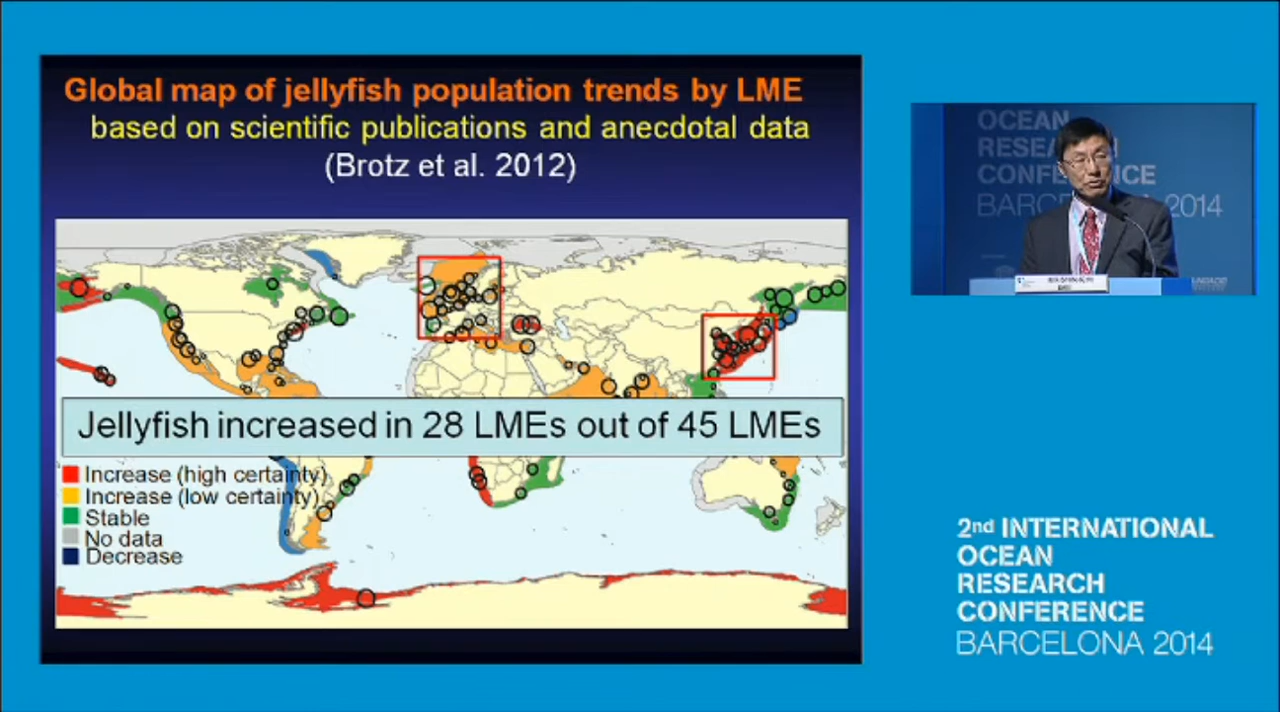 Global map of jellyfish population trends by LME
based on scientific publications and anecdotal data
(Brotz et al. 2012)
Jellyfish increased in 28 LMEs out of 45 LMEs
Increase (high certainty)
Increase (low certainty)
Stable
No data
Decrease
OCEAN
RESEARCH
CONFERENCE
BARC 2014
2nd INTERNATIONAL
OCEAN
RESEARCH
CONFERENCE
BARCELONA 2014